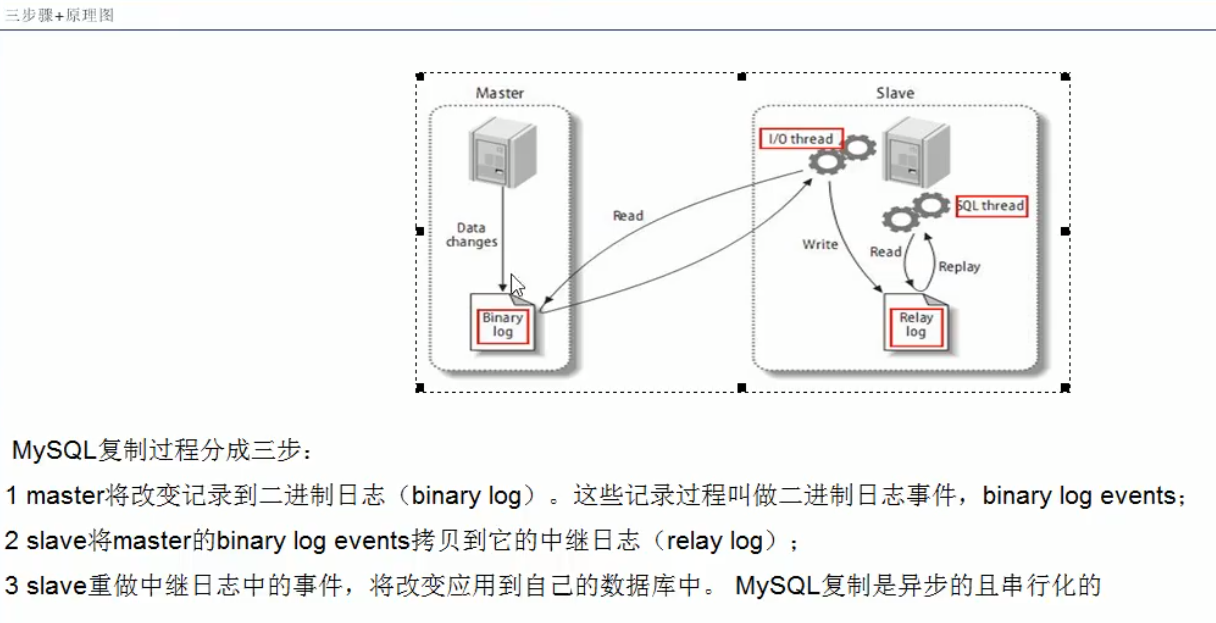 三步骤+原理图
Master
Slave
I/O thread
SQL thread
Data
changes
Read
Write
Read
Replay
Binary
log
Relay
log
MySQL复制过程分成三步：
1 master将改变记录到二进制日志（binary log）。这些记录过程叫做二进制日志事件，binary log events；
2 slave将master的binary log events拷贝到它的中继日志（relay log）；
3 slave重做中继日志中的事件，将改变应用到自己的数据库中。 MySQL复制是异步的且串行化的